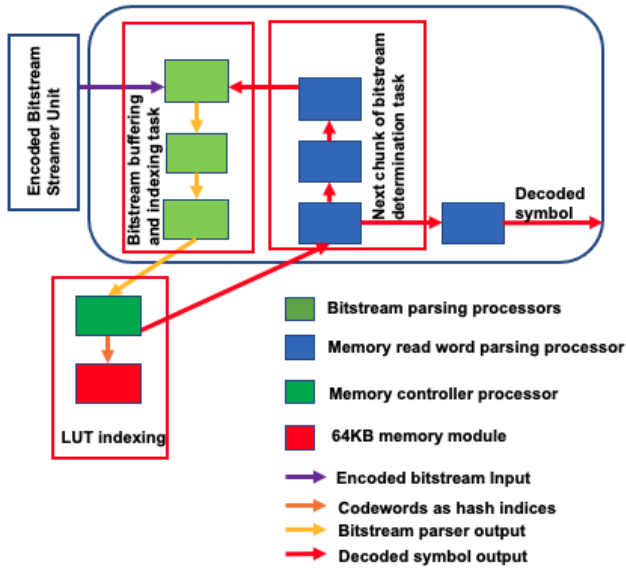 Encoded Bitstream
Streamer Unit
Bitstream buffering
and indexing task
Next chunk of bitstream
determination task
Decoded
symbol
LUT indexing
Bitstream parsing processors
Memory read word parsing processor
Memory controller processor
64KB memory module
Encoded bitstream Input
Codewords as hash indices
Bitstream parser output
Decoded symbol output